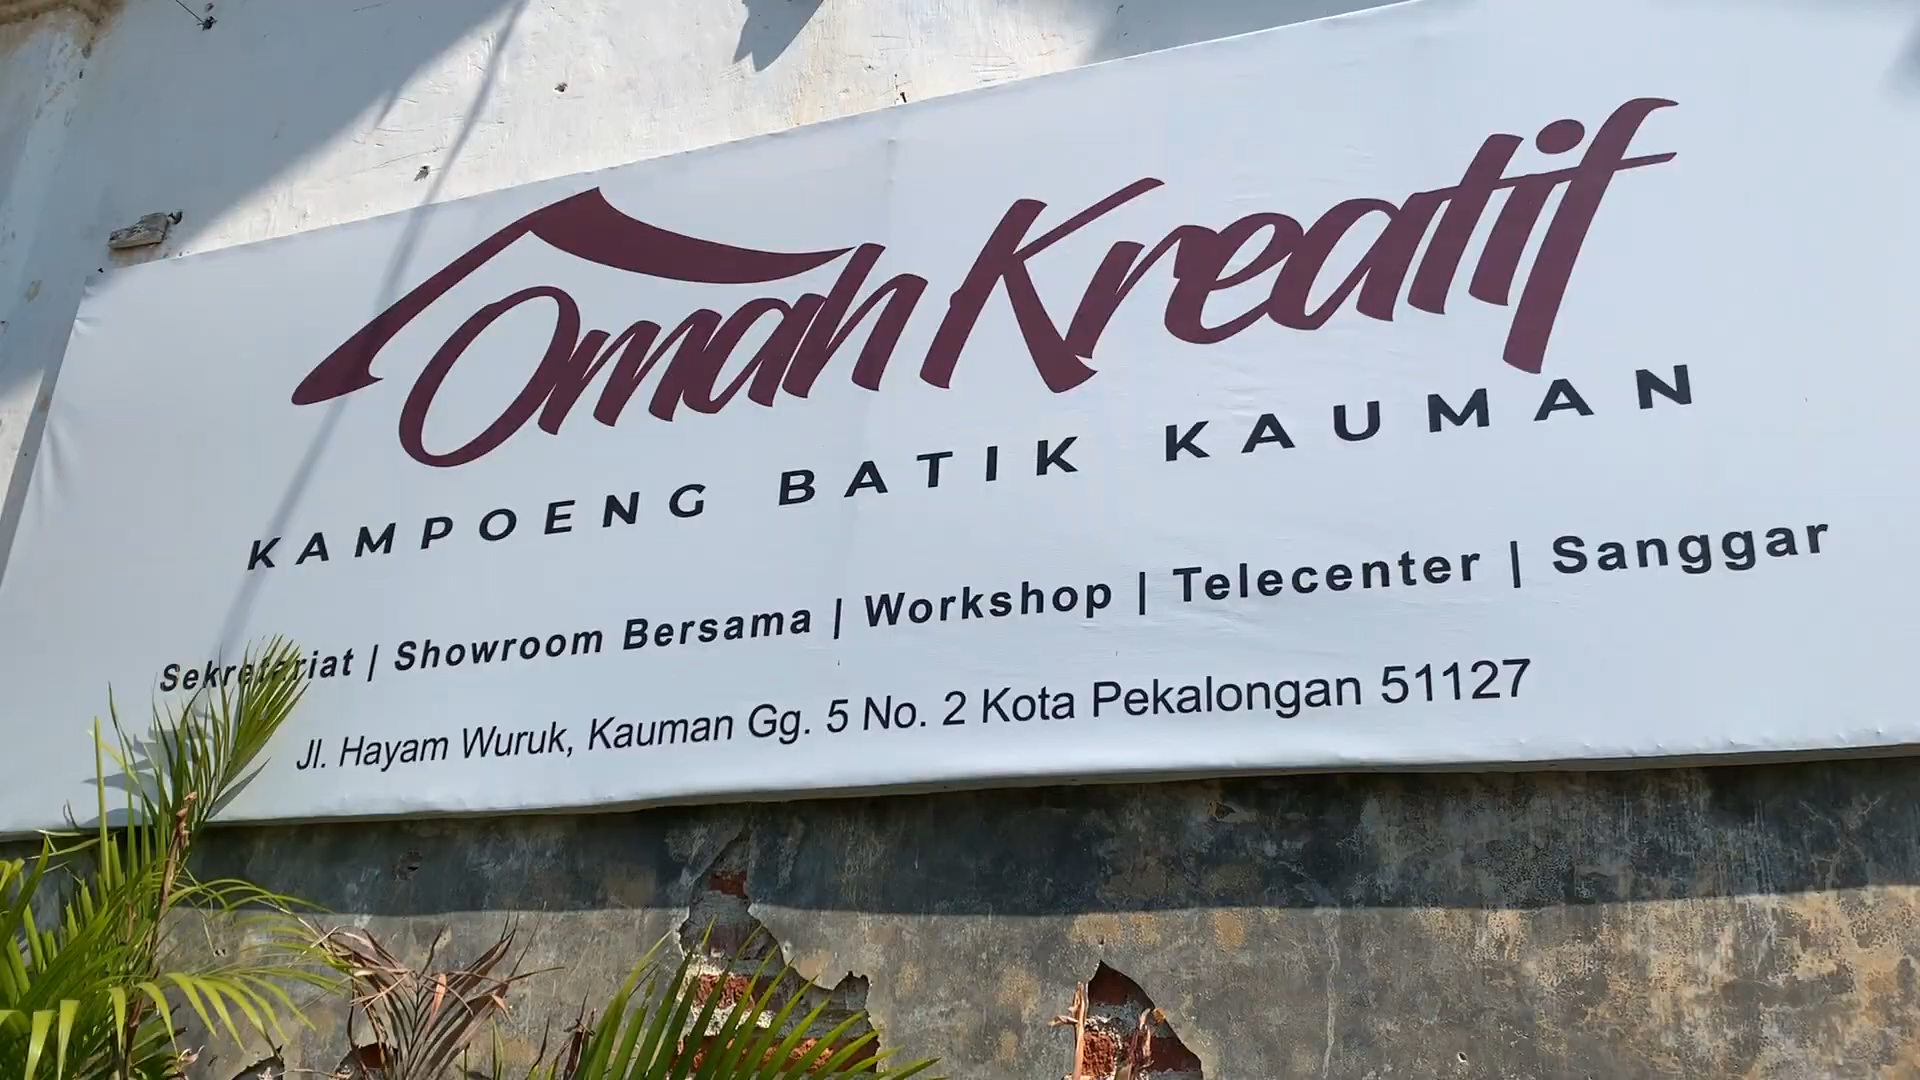 Omah Kreatif
KAMPOENG BATIK KAUMAN
Sekretariat | Showroom Bersama | Workshop | Telecenter | Sanggar
Jl. Hayam Wuruk, Kauman Gg. 5 No. 2 Kota Pekalongan 51127